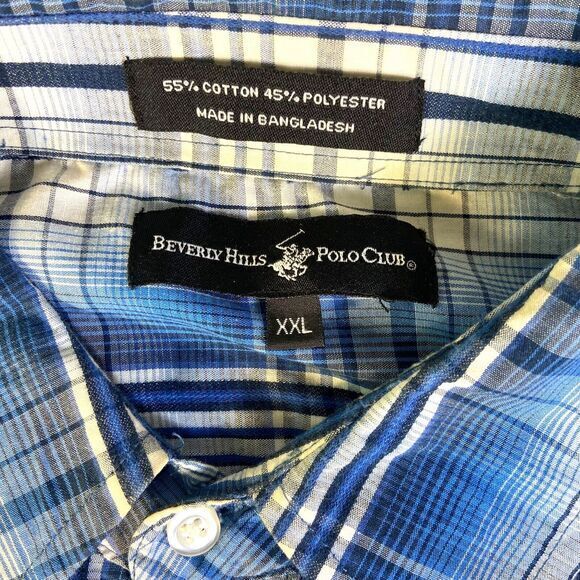 55% COTTON 45% POLYESTER
MADE IN BANGLADESH
BEVERLY HILLS POLO CLUB®
XXL